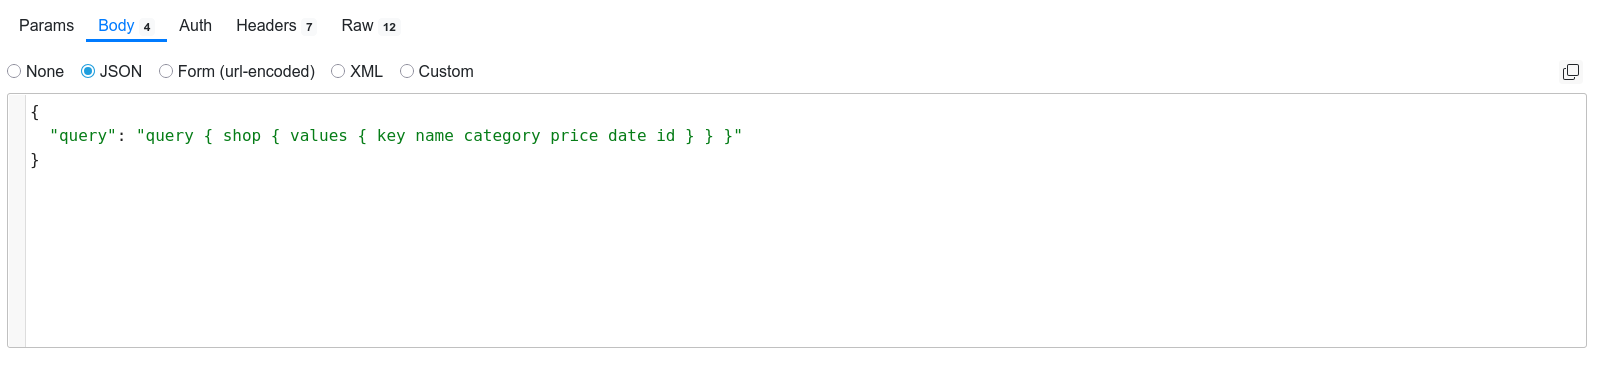 Params Body 4 Auth Headers 7 Raw 12
None JSON Form (url-encoded) XML Custom
{
  "query": "query { shop { values { key name category price date id } } }"
}